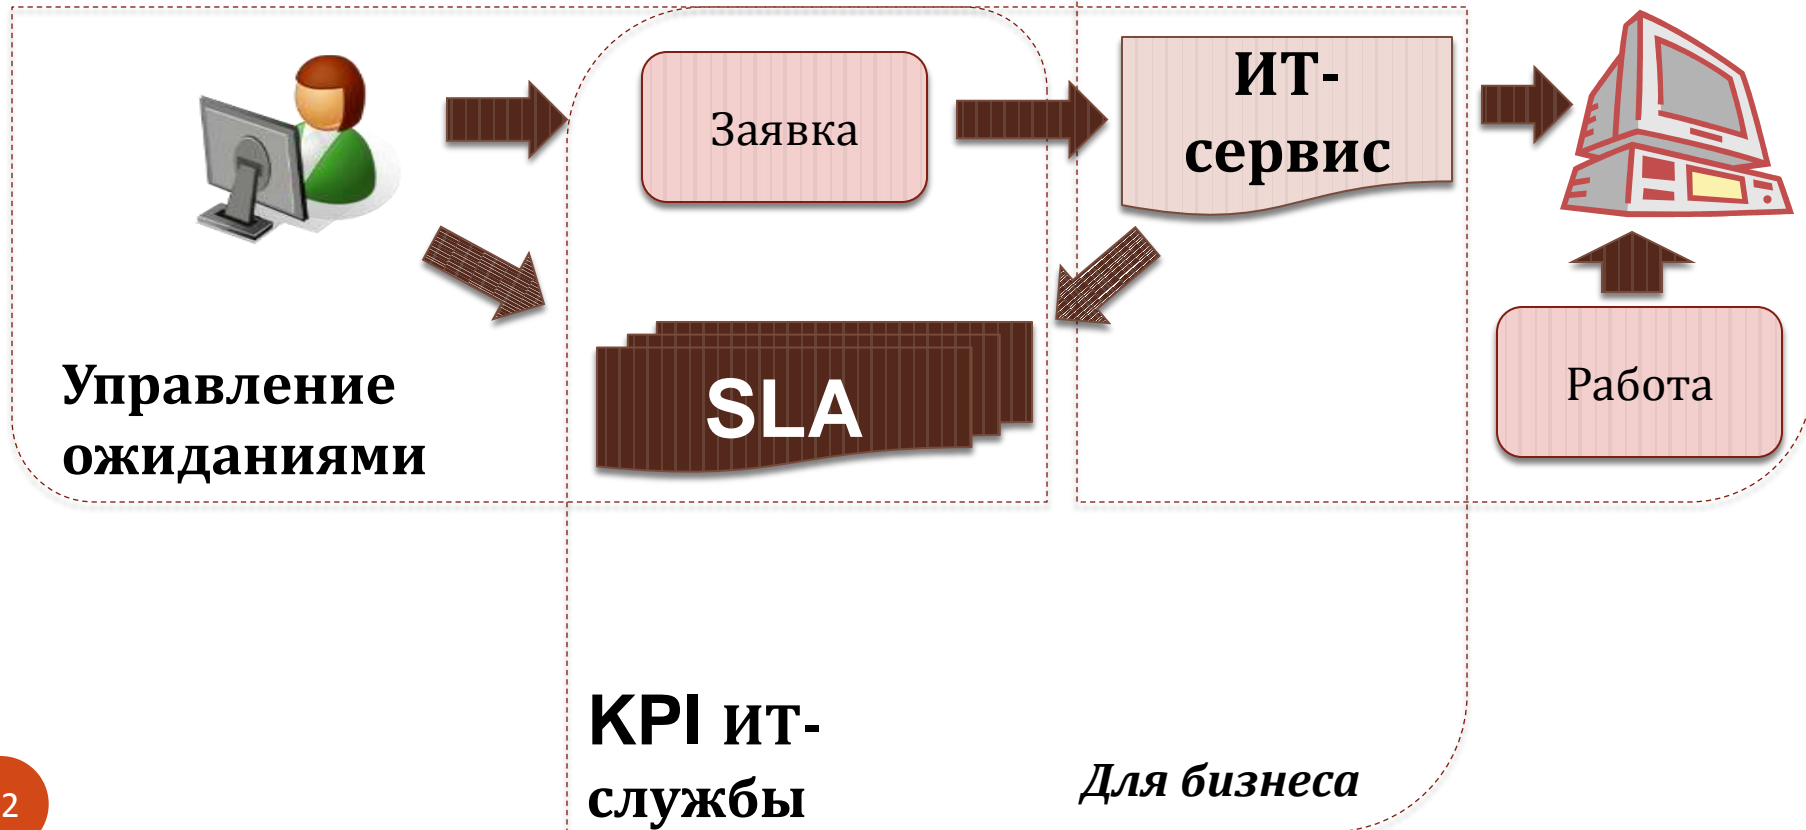 Заявка
ИТ-
сервис
SLA
Управление
ожиданиями
Работа
KPI ИТ-
службы
Для бизнеса
2